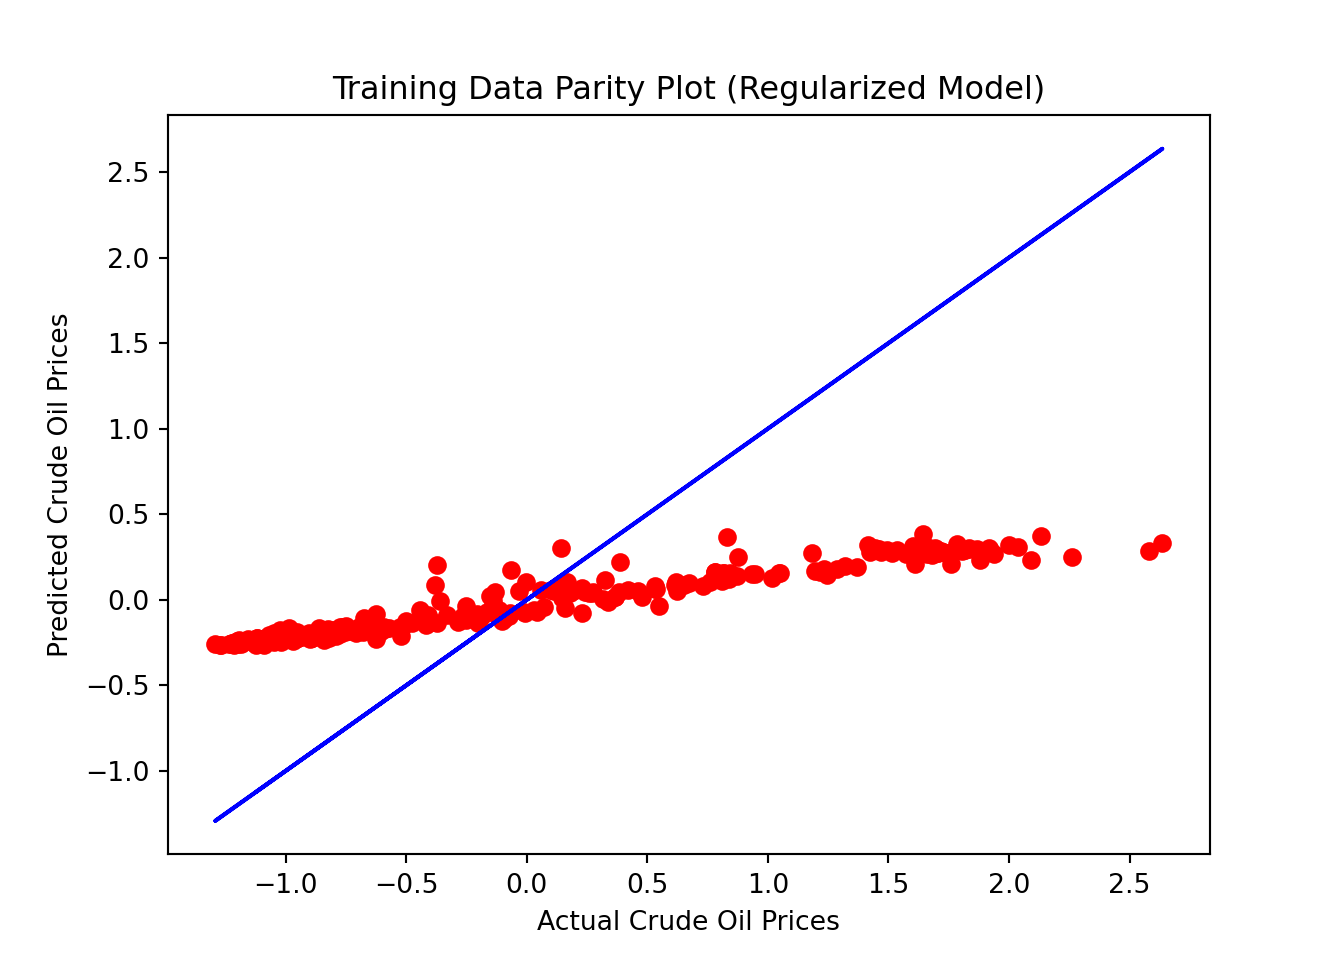 Training Data Parity Plot (Regularized Model)
2.5
2.0
1.5
1.0
0.5
0.0
−0.5
−1.0
Predicted Crude Oil Prices
−1.0 −0.5 0.0 0.5 1.0 1.5 2.0 2.5
Actual Crude Oil Prices